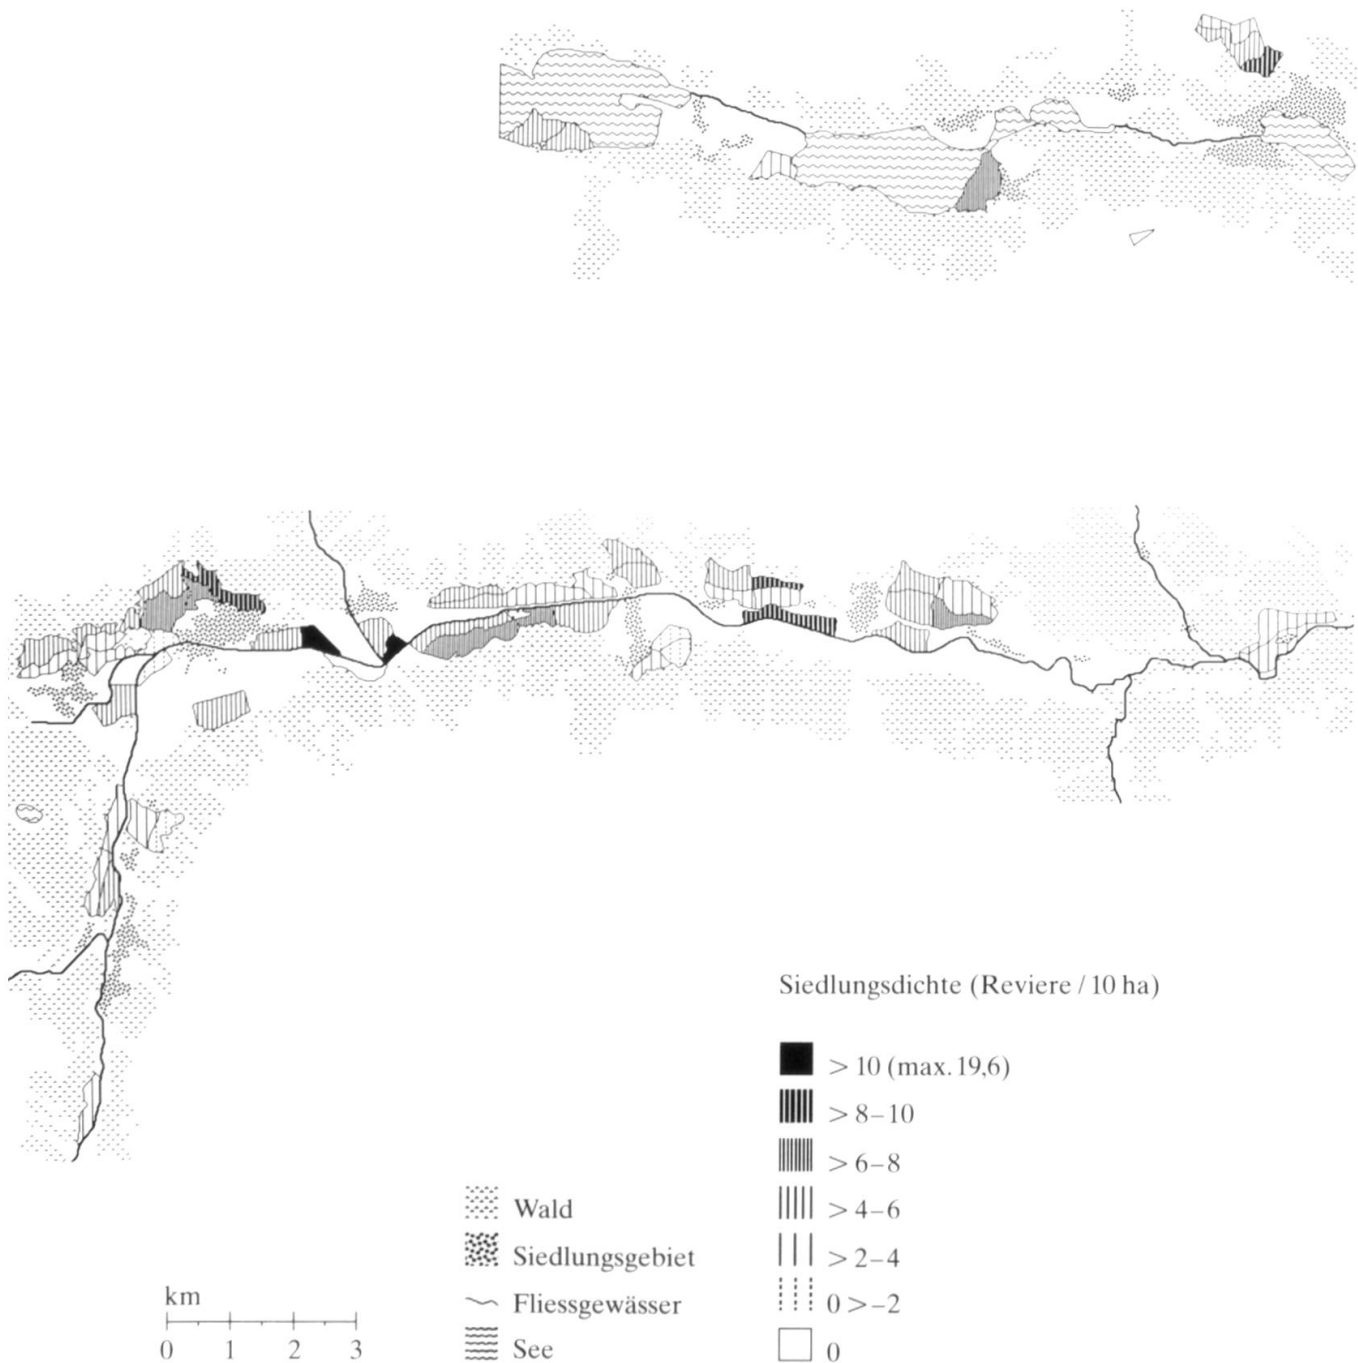 Siedlungsdichte (Reviere / 10 ha)
> 10 (max. 19,6)
> 8–10
> 6–8
> 4–6
> 2–4
0 > –2
0
Wald
Siedlungsgebiet
Fliessgewässer
See
km
0 1 2 3